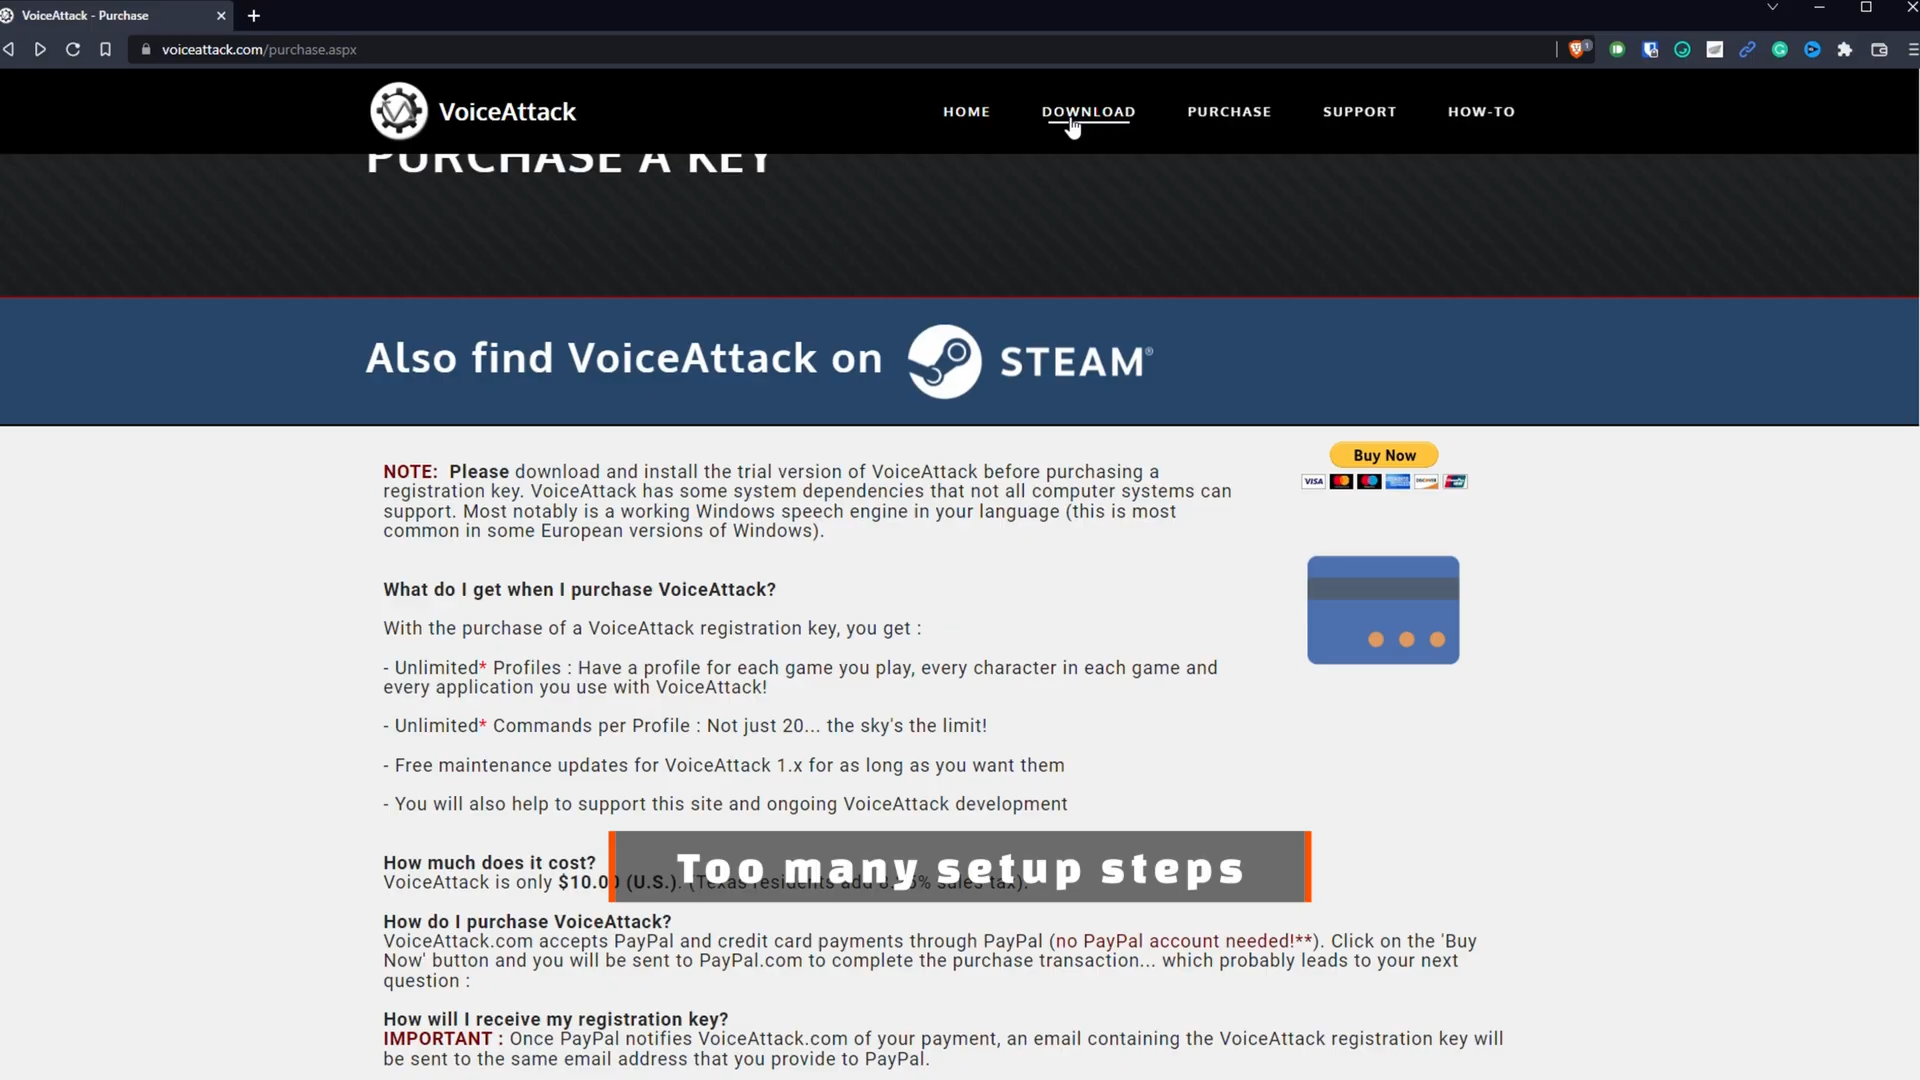 VoiceAttack - Purchase
voiceattack.com/purchase.aspx
1
VoiceAttack
HOME
DOWNLOAD
PURCHASE
SUPPORT
HOW-TO
PURCHASE A KEY
Also find VoiceAttack on
STEAM®
NOTE: Please download and install the trial version of VoiceAttack before purchasing a
registration key. VoiceAttack has some system dependencies that not all computer systems can
support. Most notably is a working Windows speech engine in your language (this is most
common in some European versions of Windows).
Buy Now
VISA
What do I get when I purchase VoiceAttack?
With the purchase of a VoiceAttack registration key, you get :
- Unlimited* Profiles : Have a profile for each game you play, every character in each game and
every application you use with VoiceAttack!
- Unlimited* Commands per Profile : Not just 20... the sky's the limit!
- Free maintenance updates for VoiceAttack 1.x for as long as you want them
- You will also help to support this site and ongoing VoiceAttack development
How much does it cost?
VoiceAttack is only $10.00 (U.S.). (Texas residents add % sales tax).
Too many setup steps
How do I purchase VoiceAttack?
VoiceAttack.com accepts PayPal and credit card payments through PayPal (no PayPal account needed!**). Click on the 'Buy
Now' button and you will be sent to PayPal.com to complete the purchase transaction... which probably leads to your next
question :
How will I receive my registration key?
IMPORTANT : Once PayPal notifies VoiceAttack.com of your payment, an email containing the VoiceAttack registration key will
be sent to the same email address that you provide to PayPal.